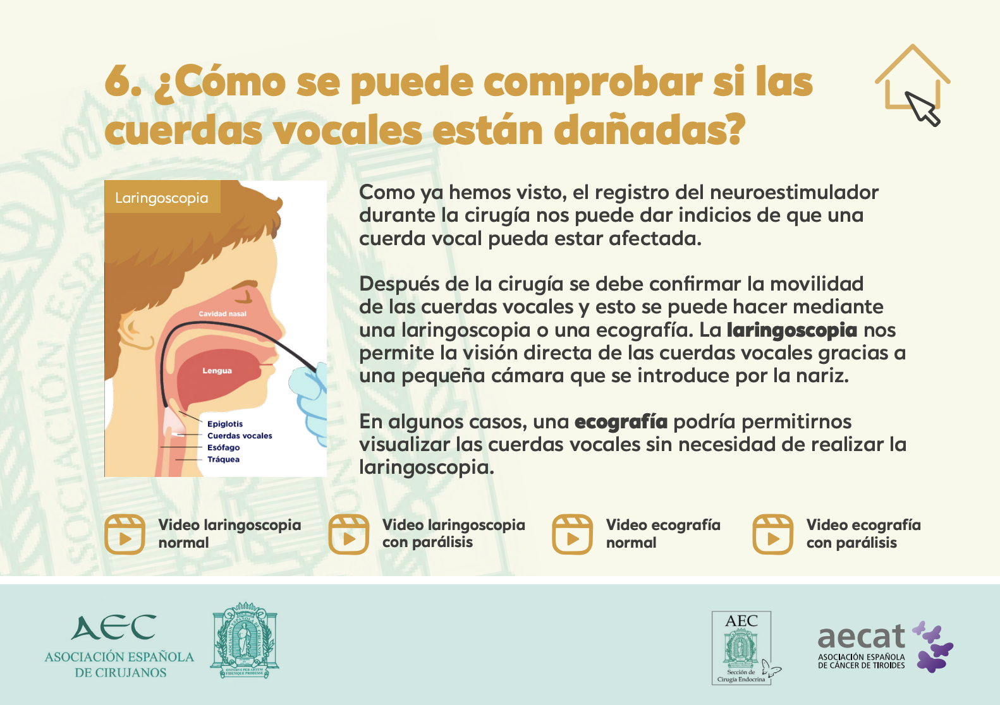 6. ¿Cómo se puede comprobar si las
cuerdas vocales están dañadas?
Laringoscopia
Cavidad nasal
Lengua
Epiglotis
Cuerdas vocales
Esófago
Tráquea
Como ya hemos visto, el registro del neuroestimulador
durante la cirugía nos puede dar indicios de que una
cuerda vocal pueda estar afectada.
Después de la cirugía se debe confirmar la movilidad
de las cuerdas vocales y esto se puede hacer mediante
una laringoscopia o una ecografía. La laringoscopia nos
permite la visión directa de las cuerdas vocales gracias a
una pequeña cámara que se introduce por la nariz.
En algunos casos, una ecografía podría permitirnos
visualizar las cuerdas vocales sin necesidad de realizar la
laringoscopia.
Video laringoscopia
normal
Video laringoscopia
con parálisis
Video ecografía
normal
Video ecografía
con parálisis
AEC
ASOCIACIÓN ESPAÑOLA
DE CIRUJANOS
ASOCIACIÓN ESPAÑOLA DE CIRUJANOS
OMNIBVS PER ARTEM
FIDEMQUE PRODESSE
AEC
Sección de
Cirugía Endocrina
aecat
ASOCIACIÓN ESPAÑOLA
DE CÁNCER DE TIROIDES